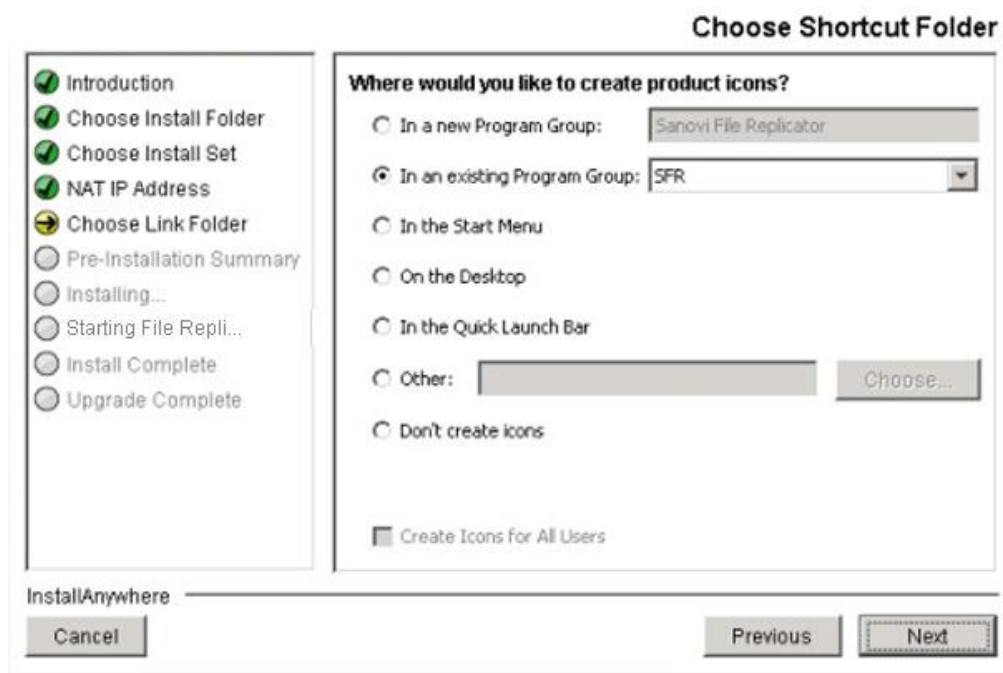 Choose Shortcut Folder
Introduction
Choose Install Folder
Choose Install Set
NAT IP Address
Choose Link Folder
Pre-Installation Summary
Installing...
Starting File Repli...
Install Complete
Upgrade Complete
Where would you like to create product icons?
In a new Program Group: Sanovi File Replicator
In an existing Program Group: SFR
In the Start Menu
On the Desktop
In the Quick Launch Bar
Other: Choose...
Don't create icons
Create Icons for All Users
InstallAnywhere
Cancel Previous Next